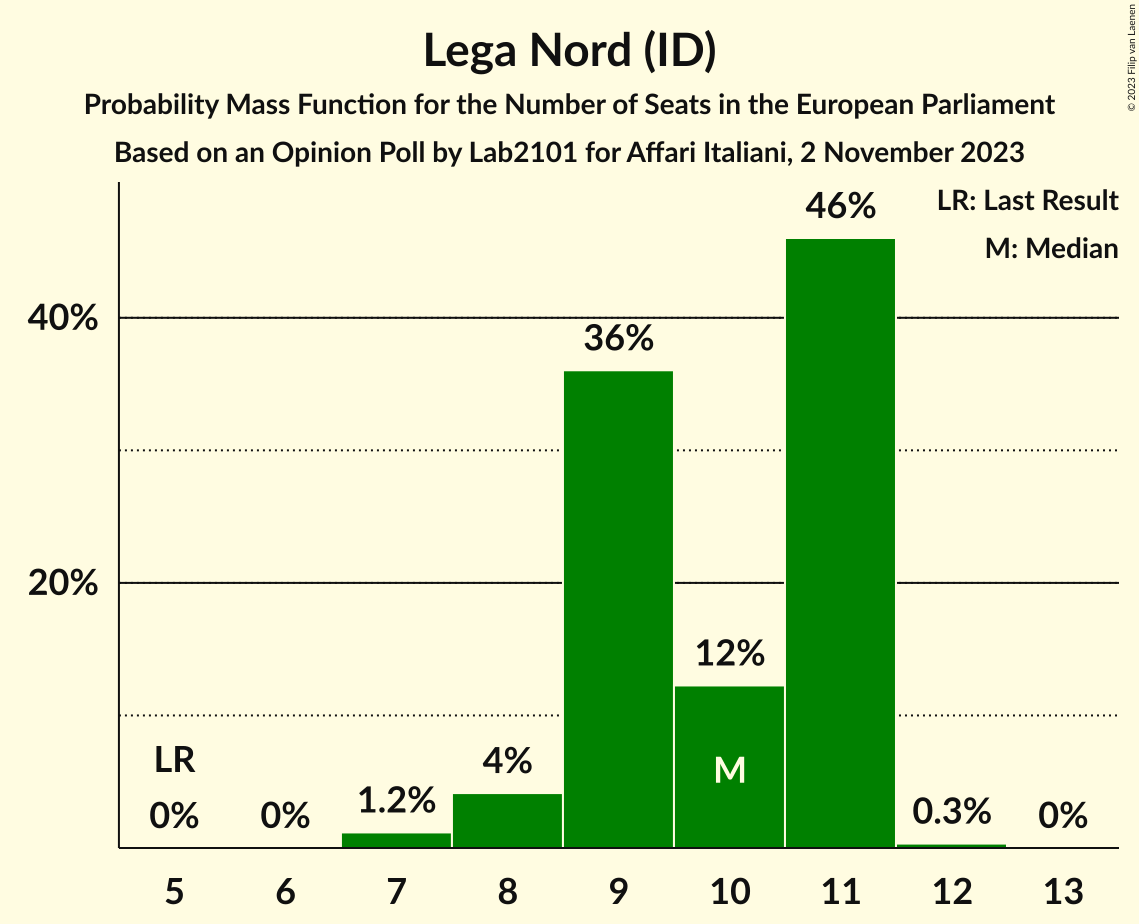 Lega Nord (ID)
Probability Mass Function for the Number of Seats in the European Parliament
Based on an Opinion Poll by Lab2101 for Affari Italiani, 2 November 2023
© 2023 Filip van Laenen
LR: Last Result
M: Median
46%
40%
36%
20%
12%
LR
M
4%
0%
0%
1.2%
0.3%
0%
5 6 7 8 9 10 11 12 13